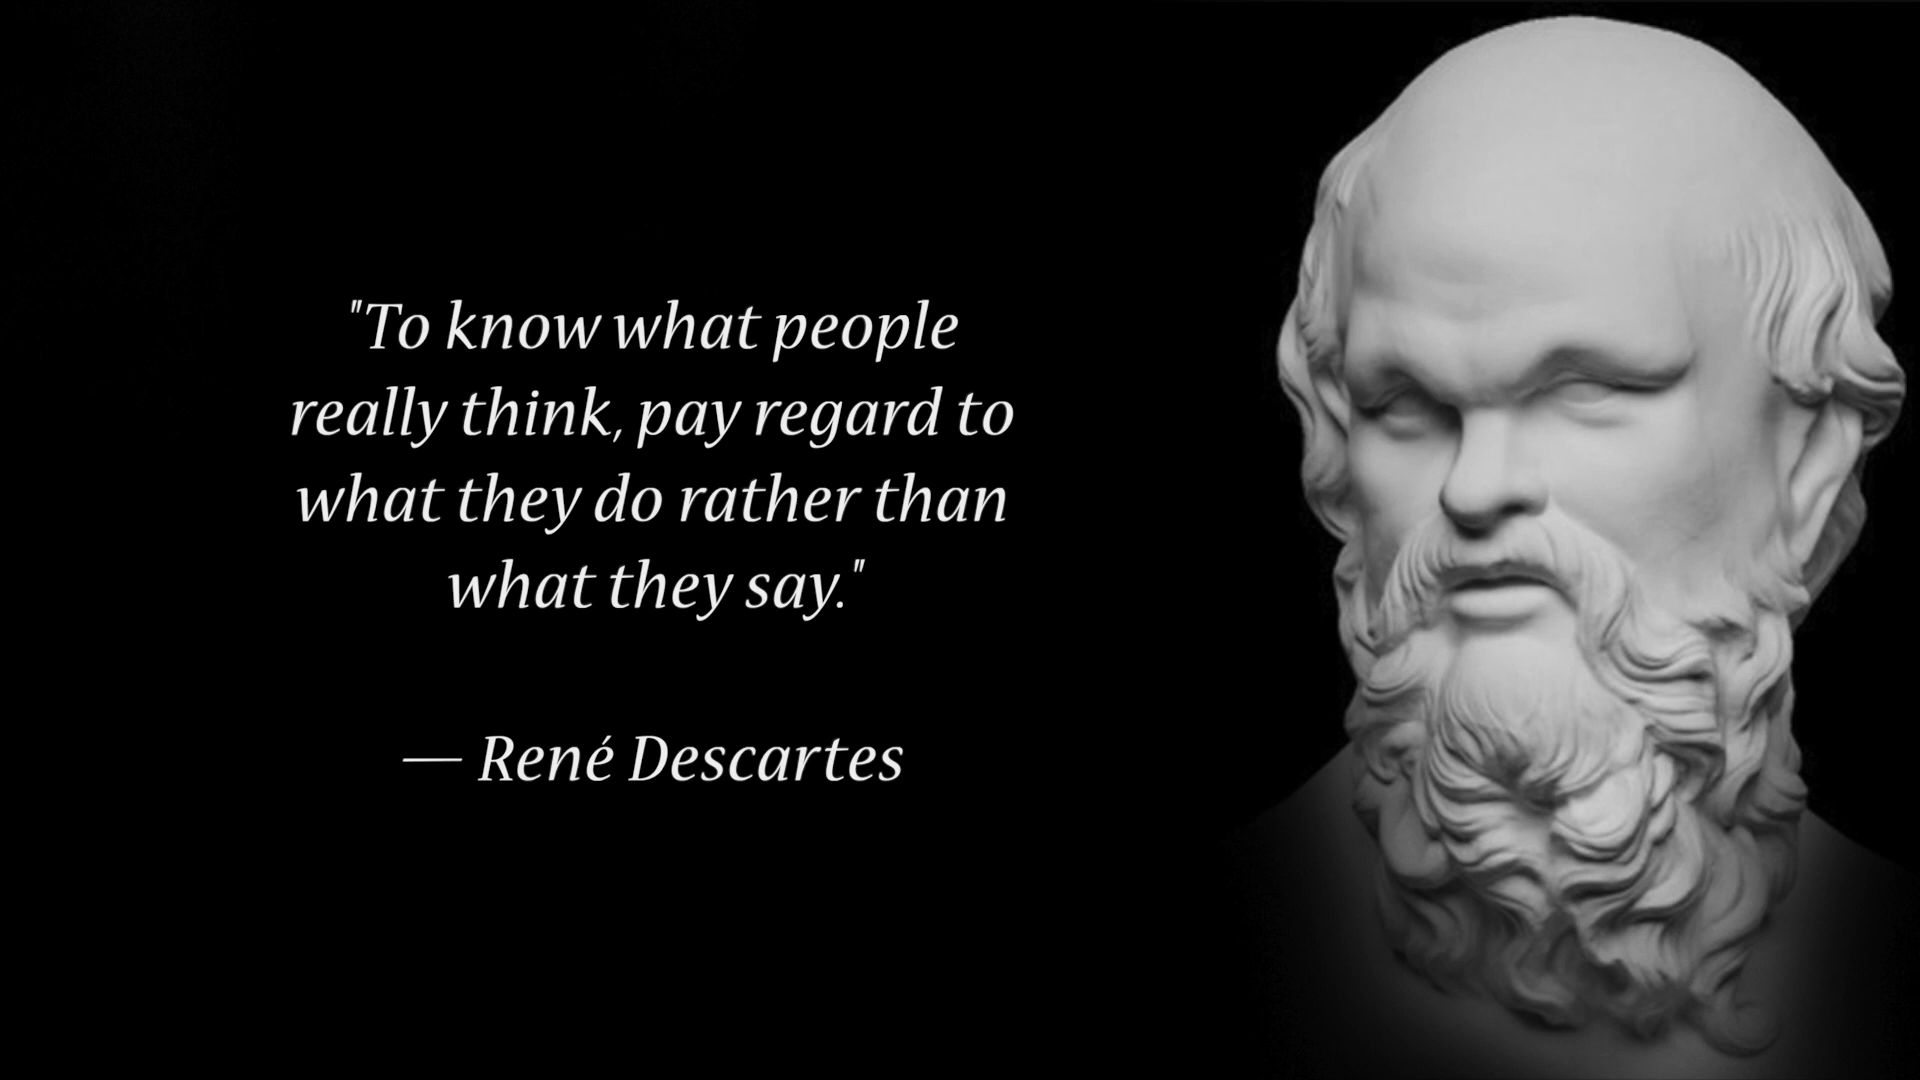 "To know what people
really think, pay regard to
what they do rather than
what they say."
— René Descartes